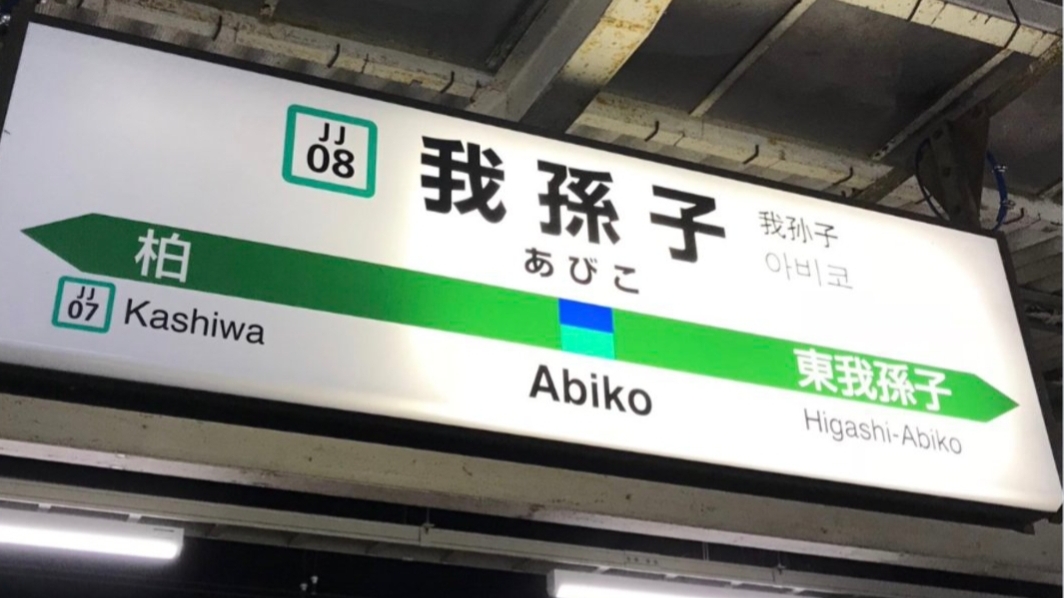 JJ
08
我孫子
我孙子
아비코
あびこ
柏
JJ
07
Kashiwa
Abiko
東我孫子
Higashi-Abiko